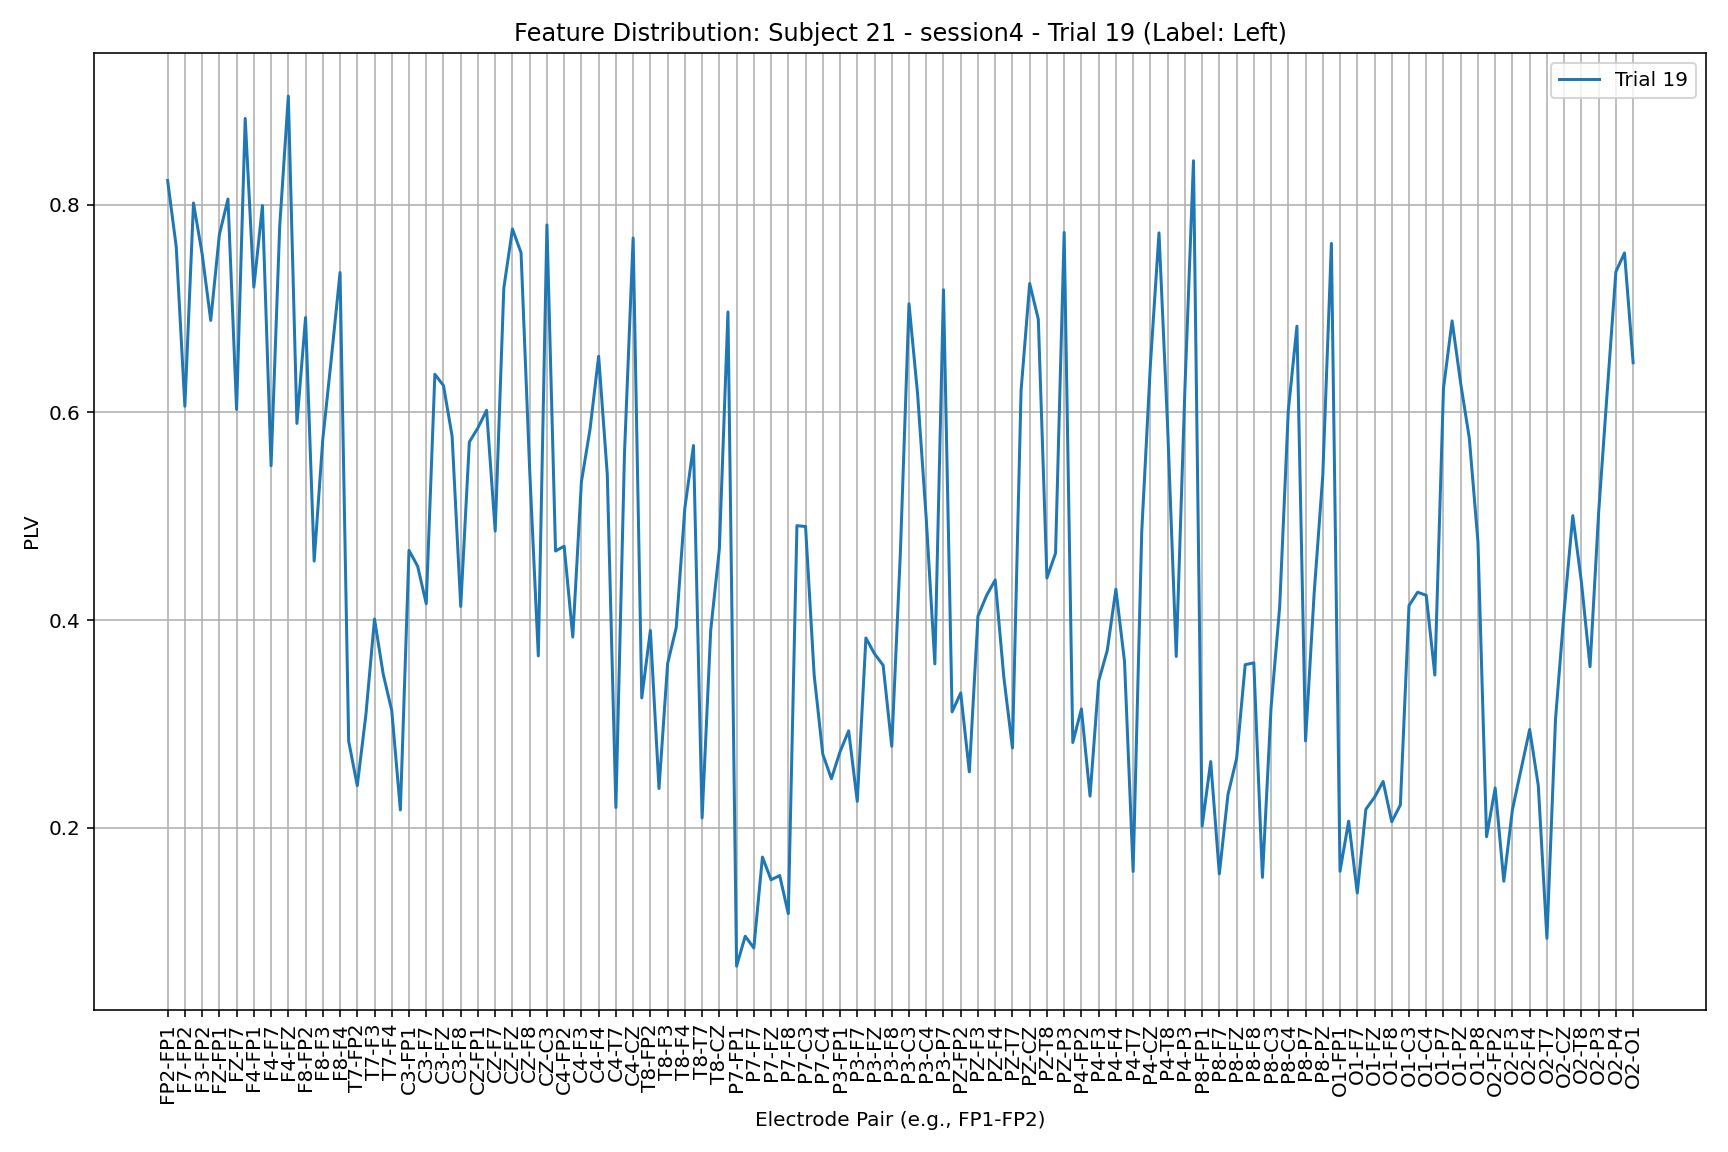 Feature Distribution: Subject 21 - session4 - Trial 19 (Label: Left)
Trial 19
PLV
0.8
0.6
0.4
0.2
FP2-FP1
F7-FP2
F3-FP2
FZ-FP1
FZ-F7
F4-FP1
F4-F7
F4-FZ
F8-FP2
F8-F3
F8-F4
T7-FP2
T7-F3
T7-F4
C3-FP1
C3-F7
C3-FZ
C3-F8
CZ-FP1
CZ-F7
CZ-FZ
CZ-F8
CZ-C3
C4-FP2
C4-F3
C4-F4
C4-T7
C4-CZ
T8-FP2
T8-F3
T8-F4
T8-T7
T8-CZ
P7-FP1
P7-F7
P7-FZ
P7-F8
P7-C3
P7-C4
P3-FP1
P3-F7
P3-FZ
P3-F8
P3-C3
P3-C4
P3-P7
PZ-FP2
PZ-F3
PZ-F4
PZ-T7
PZ-CZ
PZ-T8
PZ-P3
P4-FP2
P4-F3
P4-F4
P4-T7
P4-CZ
P4-T8
P4-P3
P8-FP1
P8-F7
P8-FZ
P8-F8
P8-C3
P8-C4
P8-P7
P8-PZ
O1-FP1
O1-F7
O1-FZ
O1-F8
O1-C3
O1-C4
O1-P7
O1-PZ
O1-P8
O2-FP2
O2-F3
O2-F4
O2-T7
O2-CZ
O2-T8
O2-P3
O2-P4
O2-O1
Electrode Pair (e.g., FP1-FP2)